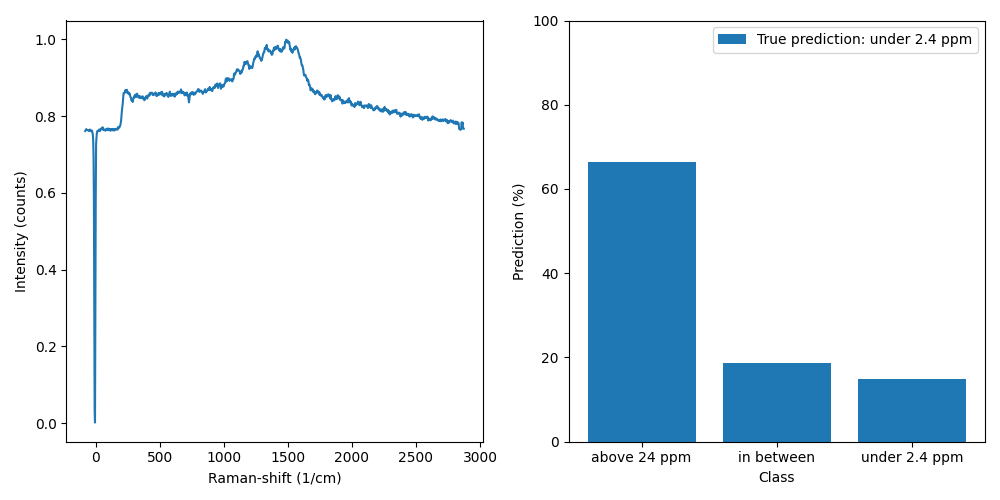 1.0
0.8
0.6
0.4
0.2
0.0
Intensity (counts)
0 500 1000 1500 2000 2500 3000
Raman-shift (1/cm)
100
80
60
40
20
0
Prediction (%)
True prediction: under 2.4 ppm
above 24 ppm in between under 2.4 ppm
Class